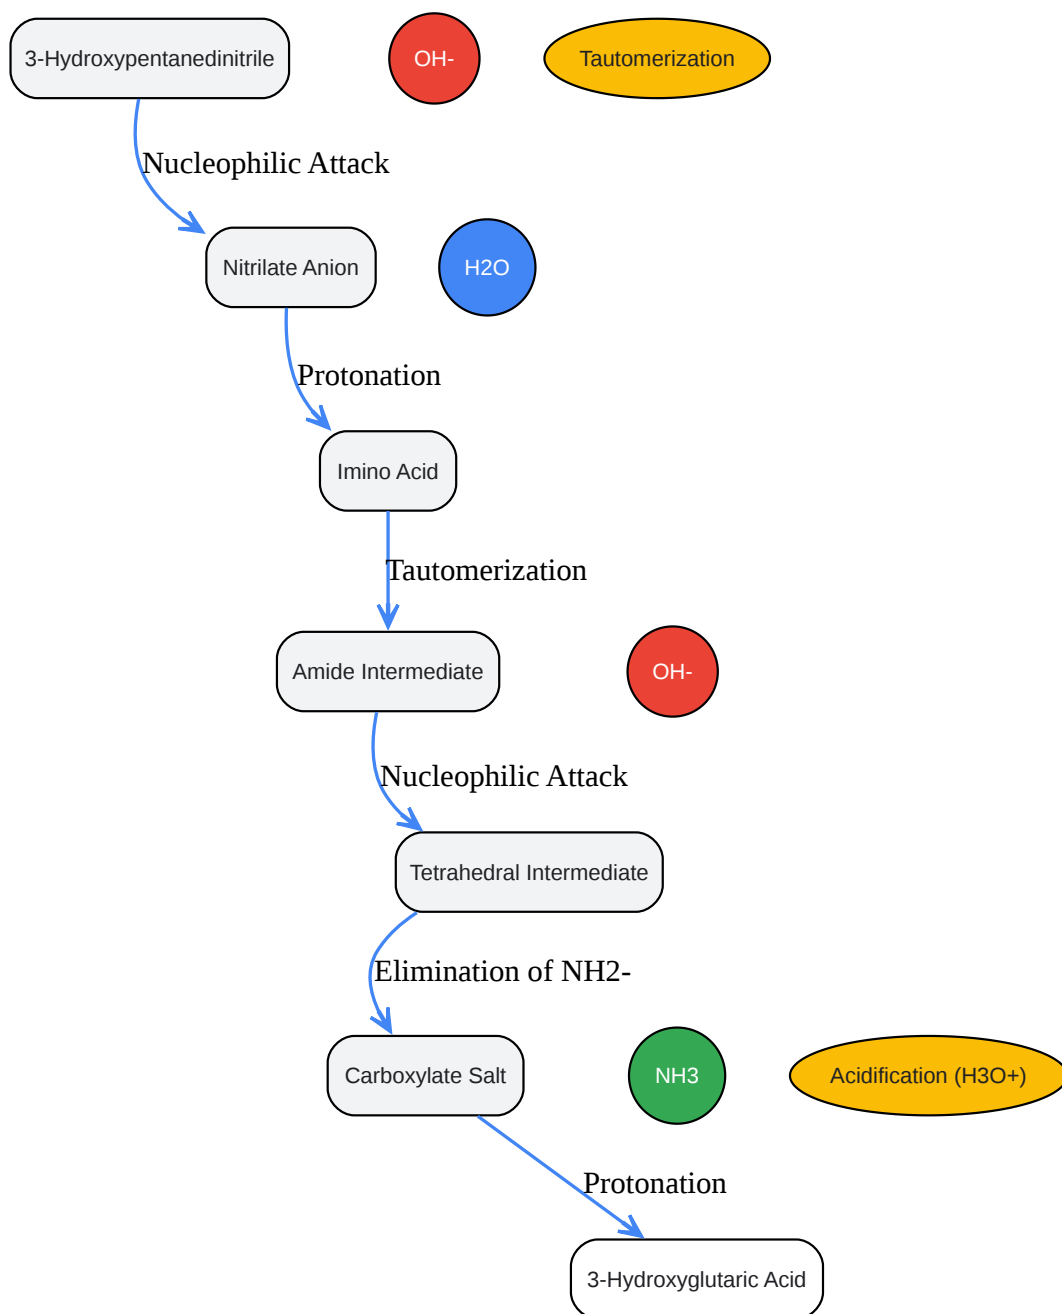 3-Hydroxypentanedinitrile
OH-
Tautomerization
Nucleophilic Attack
Nitrilate Anion
H2O
Protonation
Imino Acid
Tautomerization
Amide Intermediate
OH-
Nucleophilic Attack
Tetrahedral Intermediate
Elimination of NH2-
Carboxylate Salt
NH3
Acidification (H3O+)
Protonation
3-Hydroxyglutaric Acid